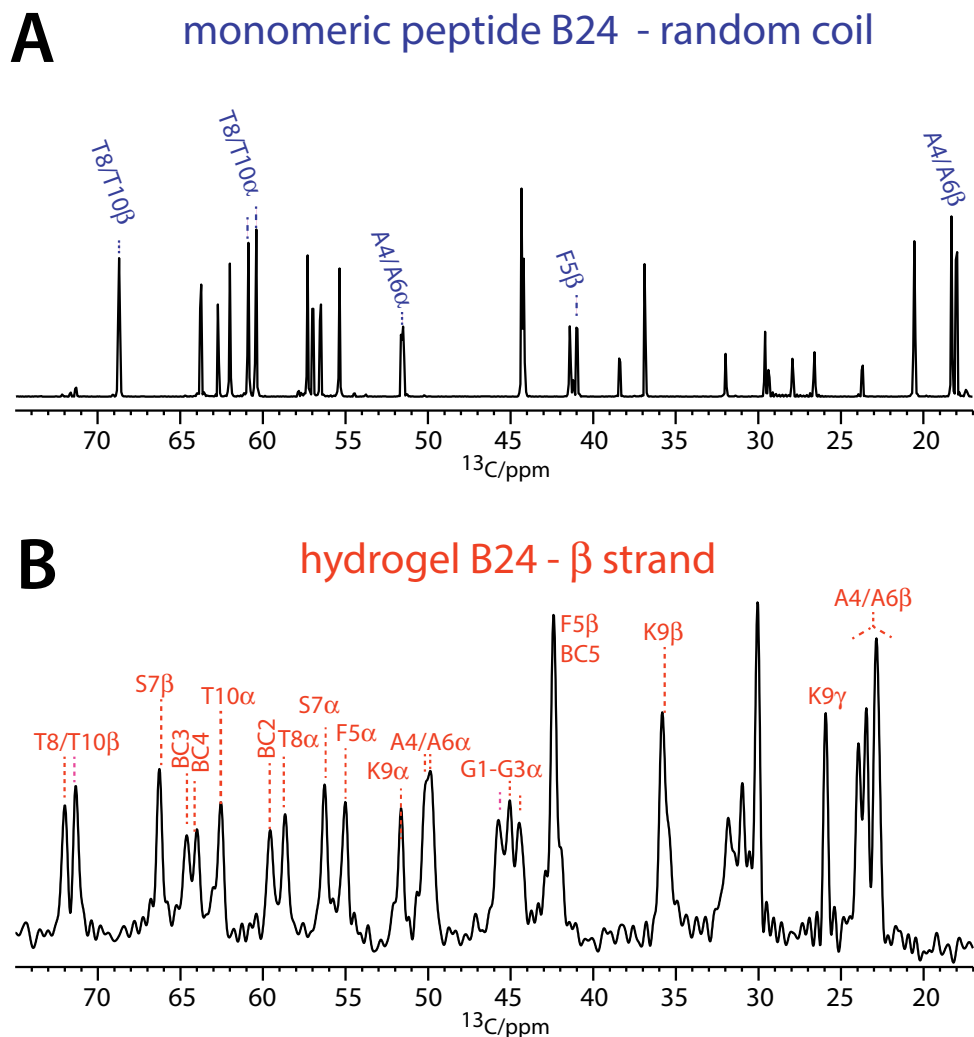 A
monomeric peptide B24 - random coil
T8/T10β
T8/T10α
A4/A6α
F5β
A4/A6β
70 65 60 55 50 45 40 35 30 25 20
¹³C/ppm
B
hydrogel B24 - β strand
T8/T10β
S7β
BC3
BC4
T10α
BC2
T8α
S7α
F5α
K9α
A4/A6α
G1-G3α
F5β
BC5
K9β
K9γ
A4/A6β
70 65 60 55 50 45 40 35 30 25 20
¹³C/ppm